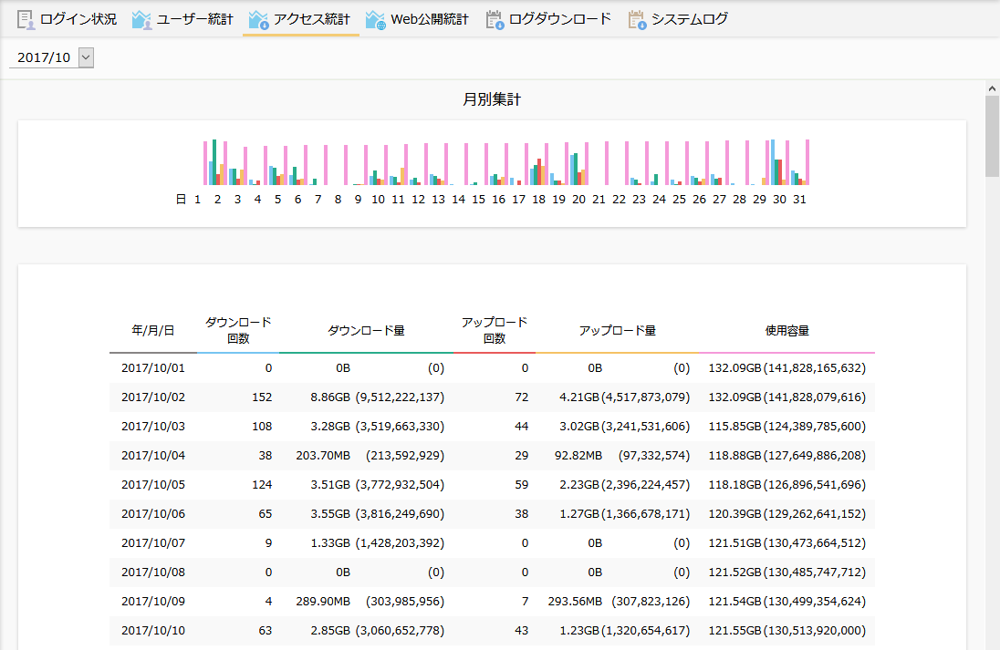 ログイン状況 ユーザー統計 アクセス統計 Web公開統計 ログダウンロード システムログ
2017/10
月別集計
日 1 2 3 4 5 6 7 8 9 10 11 12 13 14 15 16 17 18 19 20 21 22 23 24 25 26 27 28 29 30 31
年/月/日 ダウンロード回数 ダウンロード量 アップロード回数 アップロード量 使用容量
2017/10/01 0 0B (0) 0 0B (0) 132.09GB(141,828,165,632)
2017/10/02 152 8.86GB (9,512,222,137) 72 4.21GB(4,517,873,079) 132.09GB(141,828,079,616)
2017/10/03 108 3.28GB (3,519,663,330) 44 3.02GB(3,241,531,606) 115.85GB(124,389,785,600)
2017/10/04 38 203.70MB (213,592,929) 29 92.82MB (97,332,574) 118.88GB(127,649,886,208)
2017/10/05 124 3.51GB (3,772,932,504) 59 2.23GB(2,396,224,457) 118.18GB(126,896,541,696)
2017/10/06 65 3.55GB (3,816,249,690) 38 1.27GB(1,366,678,171) 120.39GB(129,262,641,152)
2017/10/07 9 1.33GB (1,428,203,392) 0 0B (0) 121.51GB(130,473,664,512)
2017/10/08 0 0B (0) 0 0B (0) 121.52GB(130,485,747,712)
2017/10/09 4 289.90MB (303,985,956) 7 293.56MB (307,823,126) 121.54GB(130,499,354,624)
2017/10/10 63 2.85GB (3,060,652,778) 43 1.23GB(1,320,654,617) 121.55GB(130,513,920,000)